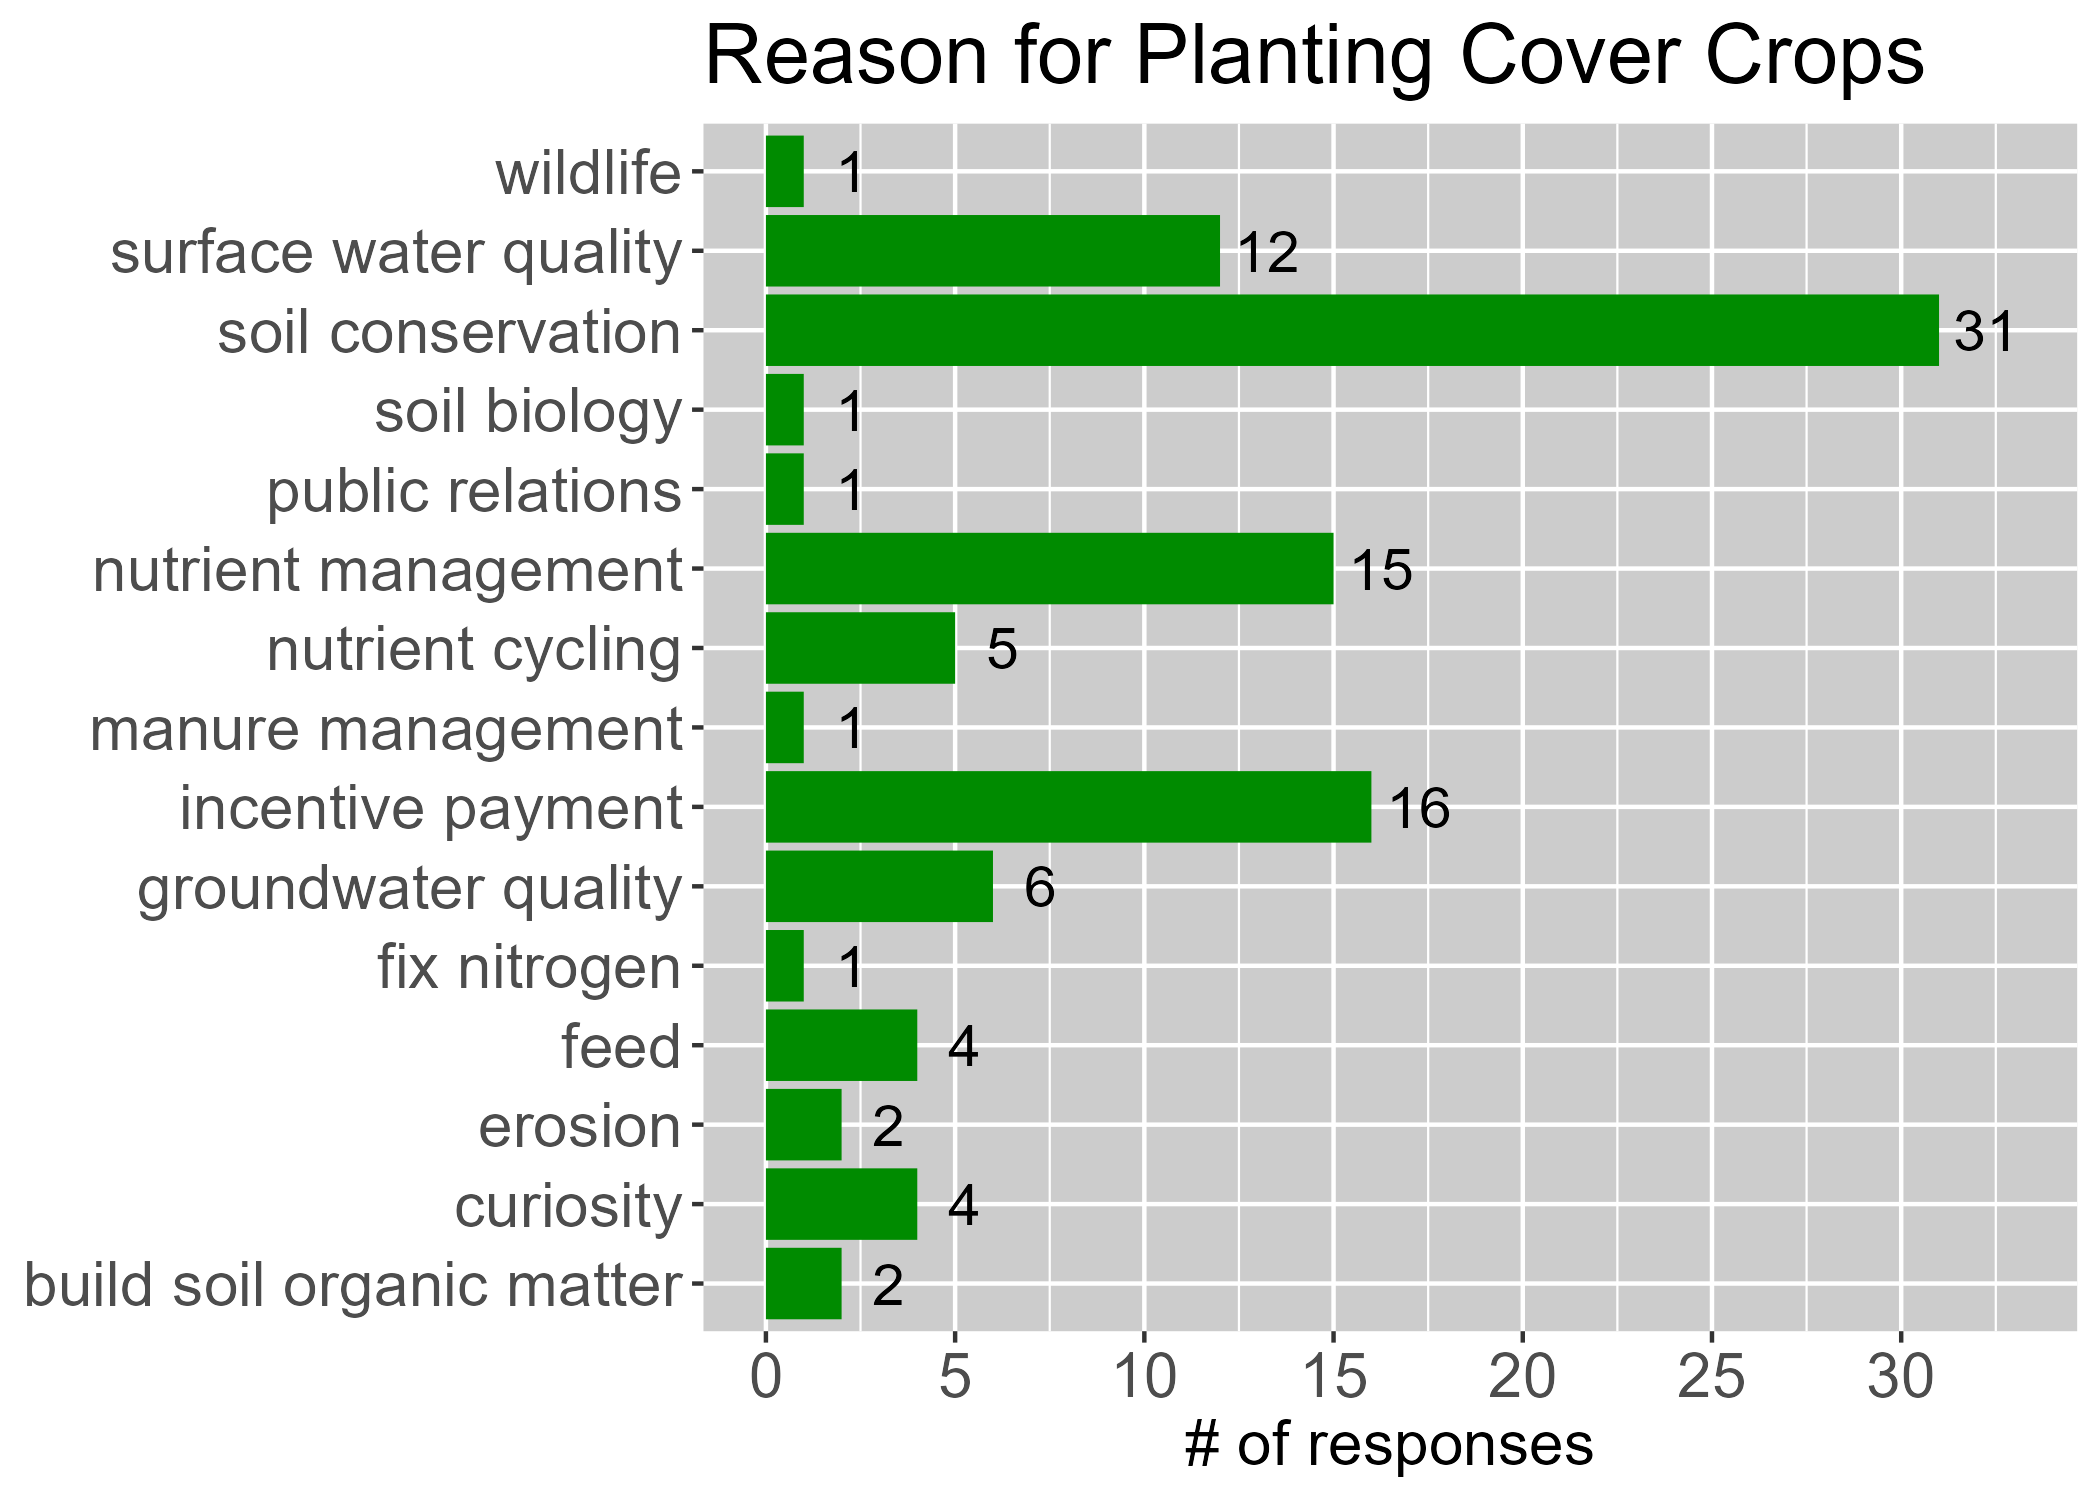 Reason for Planting Cover Crops
wildlife 1
surface water quality 12
soil conservation 31
soil biology 1
public relations 1
nutrient management 15
nutrient cycling 5
manure management 1
incentive payment 16
groundwater quality 6
fix nitrogen 1
feed 4
erosion 2
curiosity 4
build soil organic matter 2
0 5 10 15 20 25 30
# of responses